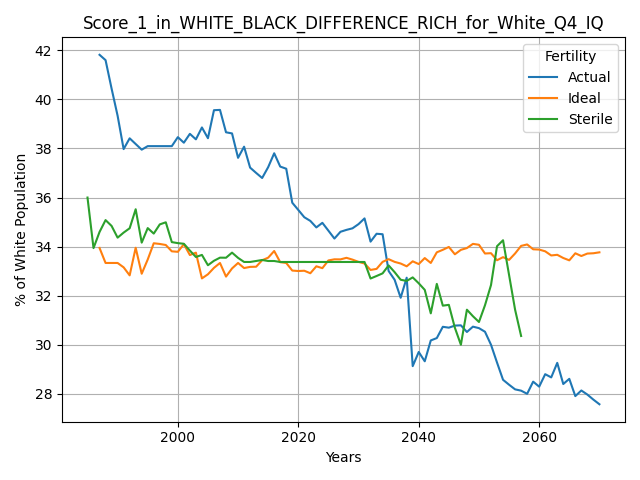 Score_1_in_WHITE_BLACK_DIFFERENCE_RICH_for_White_Q4_IQ
Fertility
Actual
Ideal
Sterile
% of White Population
42
40
38
36
34
32
30
28
2000
2020
2040
2060
Years